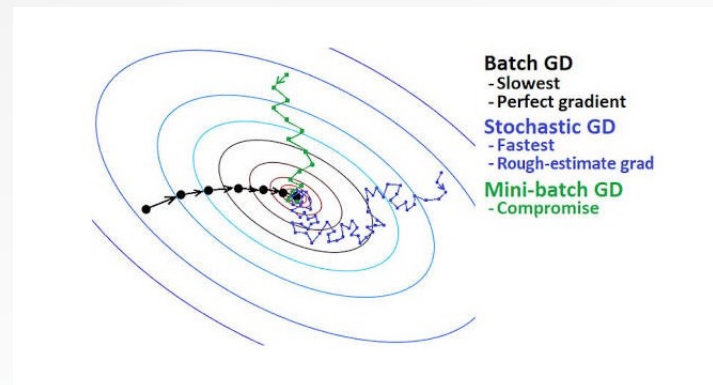 Batch GD
- Slowest
- Perfect gradient
Stochastic GD
- Fastest
- Rough-estimate grad
Mini-batch GD
- Compromise